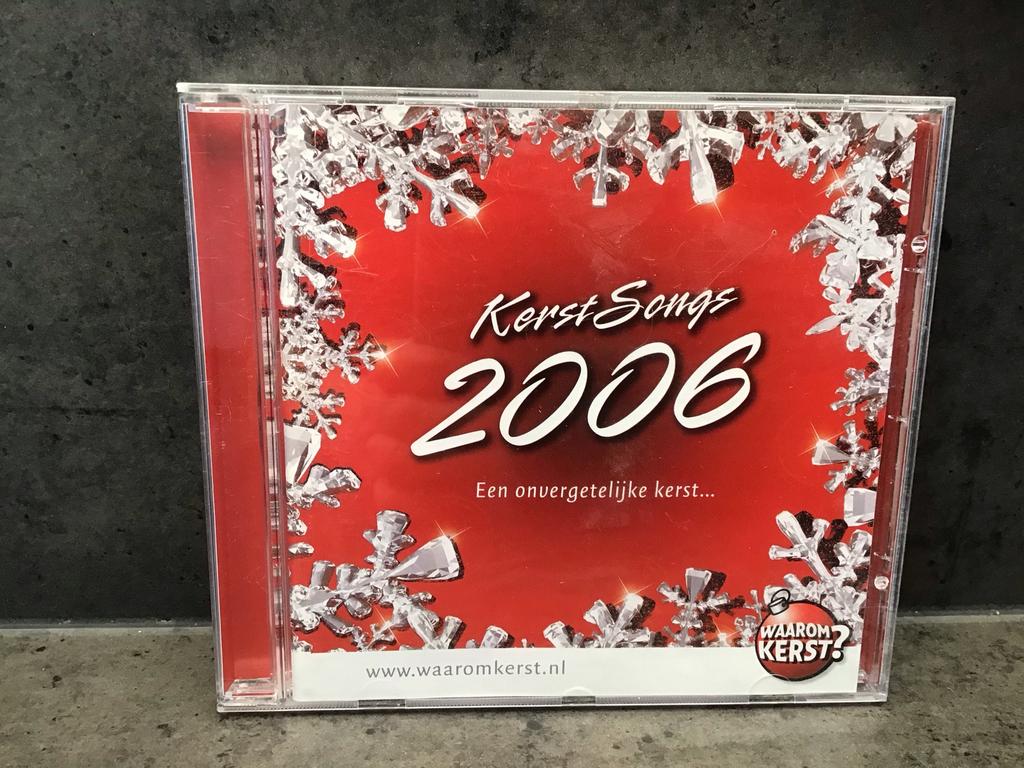 KerstSongs
2006
Een onvergetelijke kerst...
WAAROM
KERST?
www.waaromkerst.nl